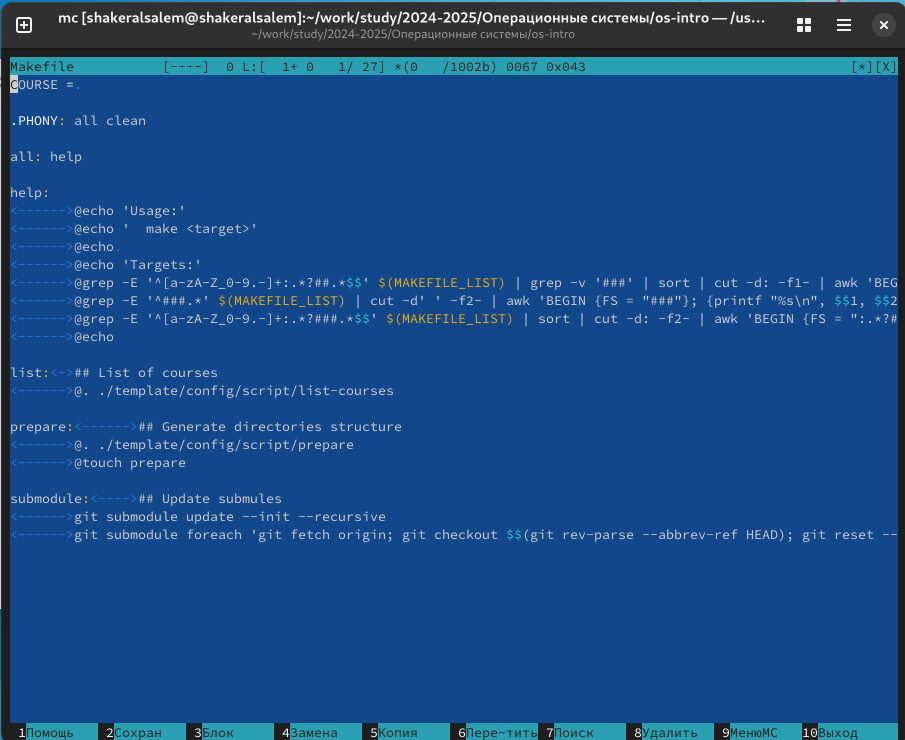 mc [shakeralsalem@shakeralsalem]:~/work/study/2024-2025/Операционные системы/os-intro — /us…
~/work/study/2024-2025/Операционные системы/os-intro
Makefile [----] 0 L:[ 1+ 0 1/ 27] *(0 /1002b) 0067 0x043 [*][X]
COURSE =.
.PHONY: all clean
all: help
help:
<------>@echo 'Usage:'
<------>@echo '  make <target>'
<------>@echo.
<------>@echo 'Targets:'
<------>@grep -E '^[a-zA-Z_0-9.-]+:.*?##.*$$' $(MAKEFILE_LIST) | grep -v '###' | sort | cut -d: -f1- | awk 'BEG
<------>@grep -E '^###.*' $(MAKEFILE_LIST) | cut -d' ' -f2- | awk 'BEGIN {FS = "###"}; {printf "%s\n", $$1, $$2
<------>@grep -E '^[a-zA-Z_0-9.-]+:.*?###.*$$' $(MAKEFILE_LIST) | sort | cut -d: -f2- | awk 'BEGIN {FS = ":.*?#
<------>@echo
list:<->## List of courses
<------>@. ./template/config/script/list-courses
prepare:<------>## Generate directories structure
<------>@. ./template/config/script/prepare
<------>@touch prepare
submodule:<---->## Update submules
<------>git submodule update --init --recursive
<------>git submodule foreach 'git fetch origin; git checkout $$(git rev-parse --abbrev-ref HEAD); git reset --
1Помощь 2Сохран 3Блок 4Замена 5Копия 6Пере~тить 7Поиск 8Удалить 9МенюMC 10Выход